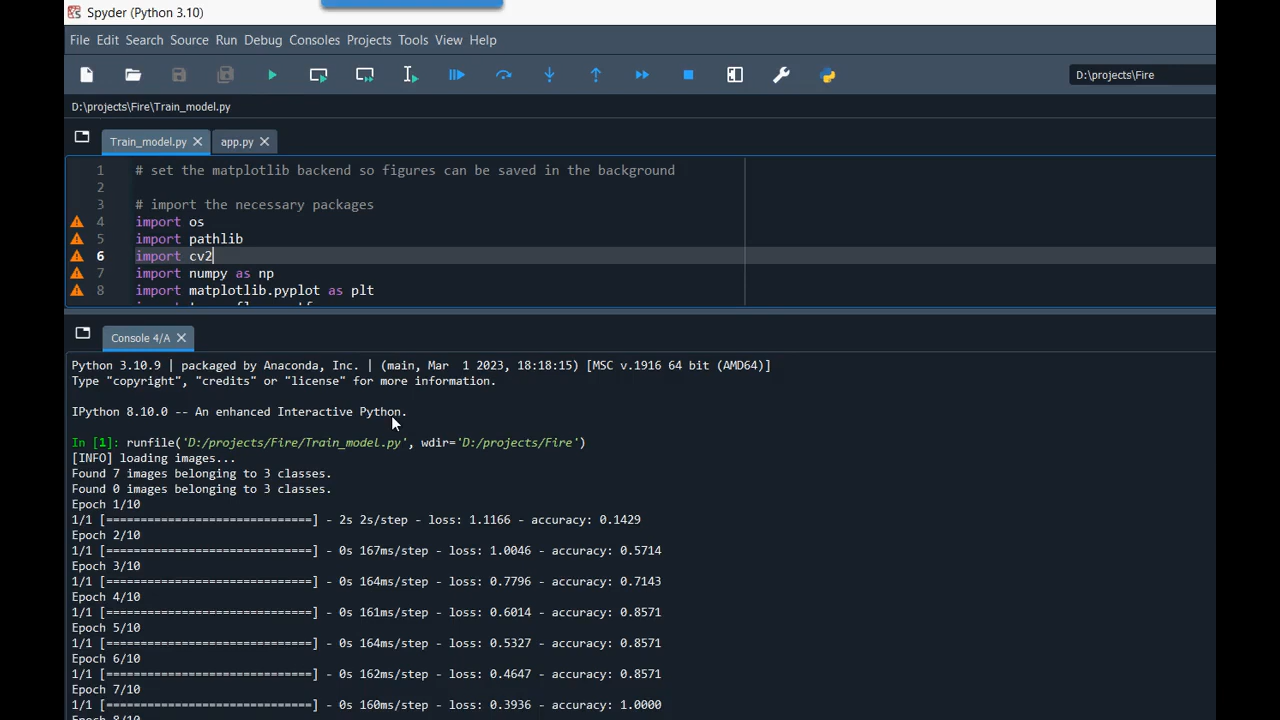 Spyder (Python 3.10)
File Edit Search Source Run Debug Consoles Projects Tools View Help
D:\projects\Fire
D:\projects\Fire\Train_model.py
Train_model.py app.py
1 # set the matplotlib backend so figures can be saved in the background
2
3 # import the necessary packages
4 import os
5 import pathlib
6 import cv2
7 import numpy as np
8 import matplotlib.pyplot as plt
Console 4/A
Python 3.10.9 | packaged by Anaconda, Inc. | (main, Mar  1 2023, 18:18:15) [MSC v.1916 64 bit (AMD64)]
Type "copyright", "credits" or "license" for more information.
IPython 8.10.0 -- An enhanced Interactive Python.
In [1]: runfile('D:/projects/Fire/Train_model.py', wdir='D:/projects/Fire')
[INFO] loading images...
Found 7 images belonging to 3 classes.
Found 0 images belonging to 3 classes.
Epoch 1/10
1/1 [==============================] - 2s 2s/step - loss: 1.1166 - accuracy: 0.1429
Epoch 2/10
1/1 [==============================] - 0s 167ms/step - loss: 1.0046 - accuracy: 0.5714
Epoch 3/10
1/1 [==============================] - 0s 164ms/step - loss: 0.7796 - accuracy: 0.7143
Epoch 4/10
1/1 [==============================] - 0s 161ms/step - loss: 0.6014 - accuracy: 0.8571
Epoch 5/10
1/1 [==============================] - 0s 164ms/step - loss: 0.5327 - accuracy: 0.8571
Epoch 6/10
1/1 [==============================] - 0s 162ms/step - loss: 0.4647 - accuracy: 0.8571
Epoch 7/10
1/1 [==============================] - 0s 160ms/step - loss: 0.3936 - accuracy: 1.0000
Epoch 8/10